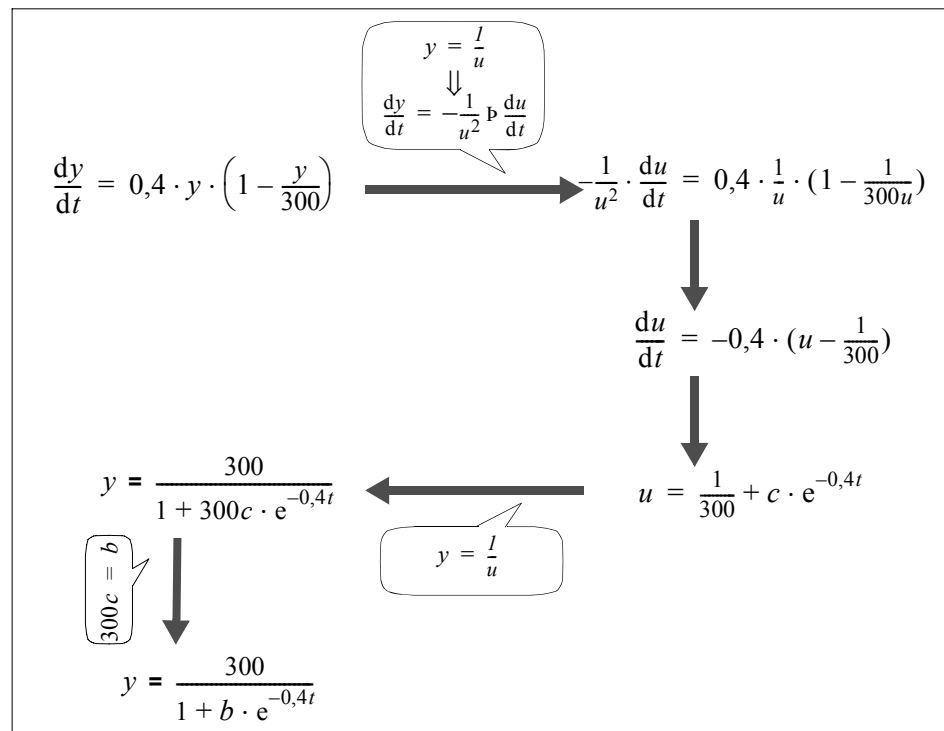 y = 1/u
⇓
dy/dt = −1/u² Þ du/dt
dy/dt = 0,4 · y · (1 − y/300)
−1/u² · du/dt = 0,4 · 1/u · (1 − 1/300u)
du/dt = −0,4 · (u − 1/300)
u = 1/300 + c · e^−0,4t
y = 1/u
y = 300/(1 + 300c · e^−0,4t)
300c = b
y = 300/(1 + b · e^−0,4t)